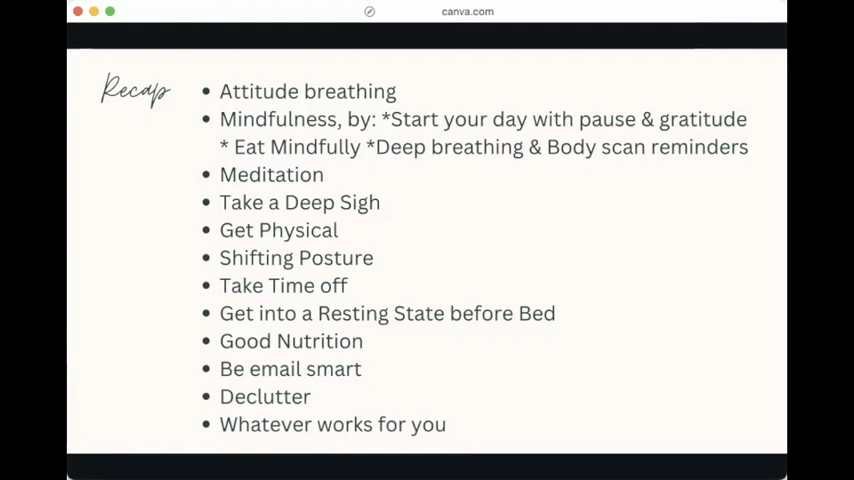 canva.com
Recap
• Attitude breathing
• Mindfulness, by: *Start your day with pause & gratitude
* Eat Mindfully *Deep breathing & Body scan reminders
• Meditation
• Take a Deep Sigh
• Get Physical
• Shifting Posture
• Take Time off
• Get into a Resting State before Bed
• Good Nutrition
• Be email smart
• Declutter
• Whatever works for you